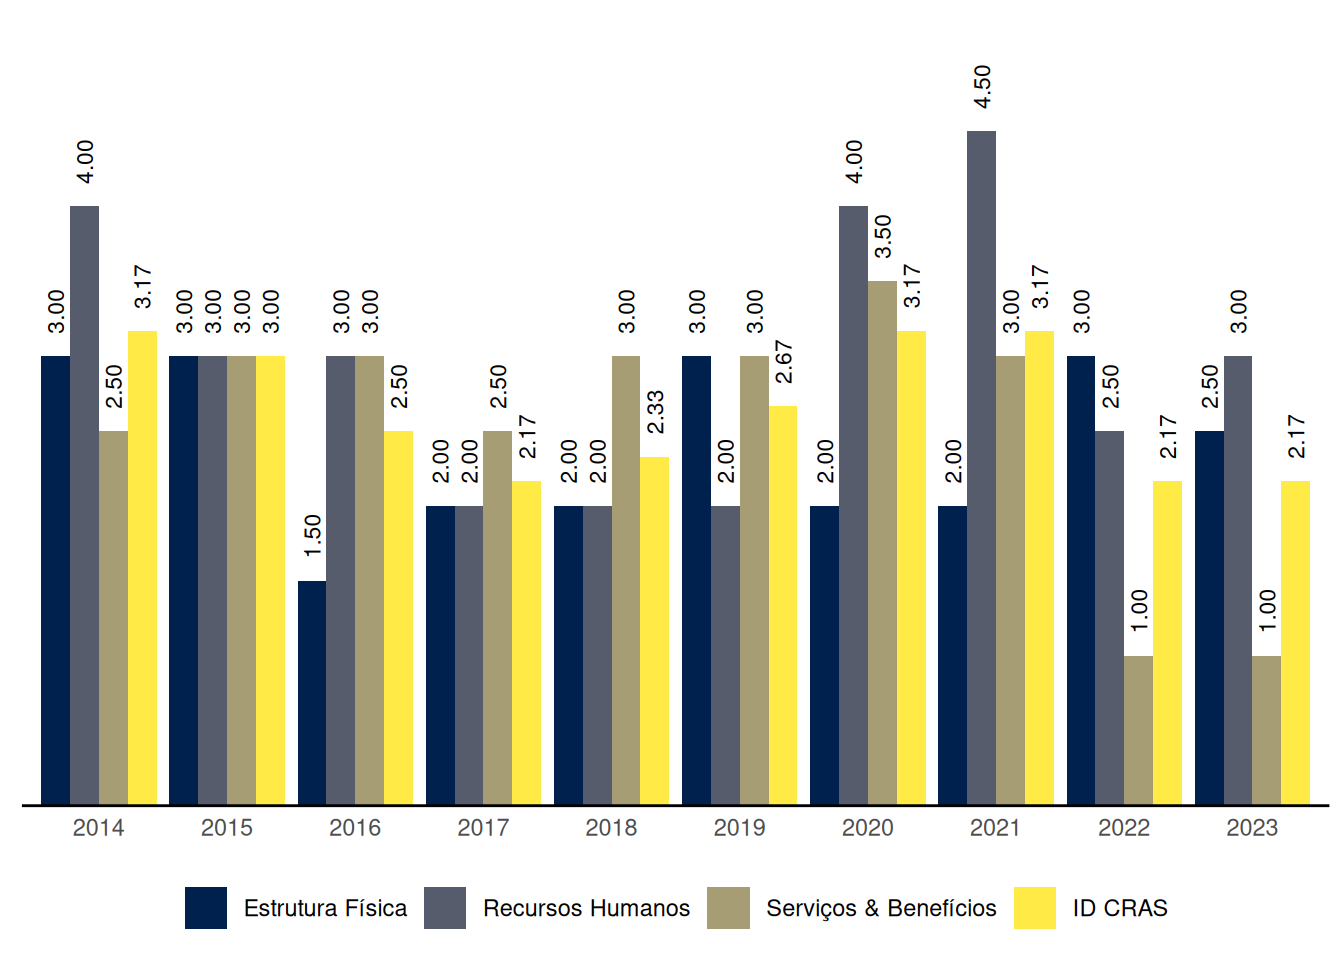 3.00 4.00 2.50 3.17
3.00 3.00 3.00 3.00
1.50 3.00 3.00 2.50
2.00 2.00 2.50 2.17
2.00 2.00 3.00 2.33
3.00 2.00 3.00 2.67
2.00 4.00 3.50 3.17
2.00 4.50 3.00 3.17
3.00 2.50 1.00 2.17
2.50 3.00 1.00 2.17
2014 2015 2016 2017 2018 2019 2020 2021 2022 2023
Estrutura Física Recursos Humanos Serviços & Benefícios ID CRAS